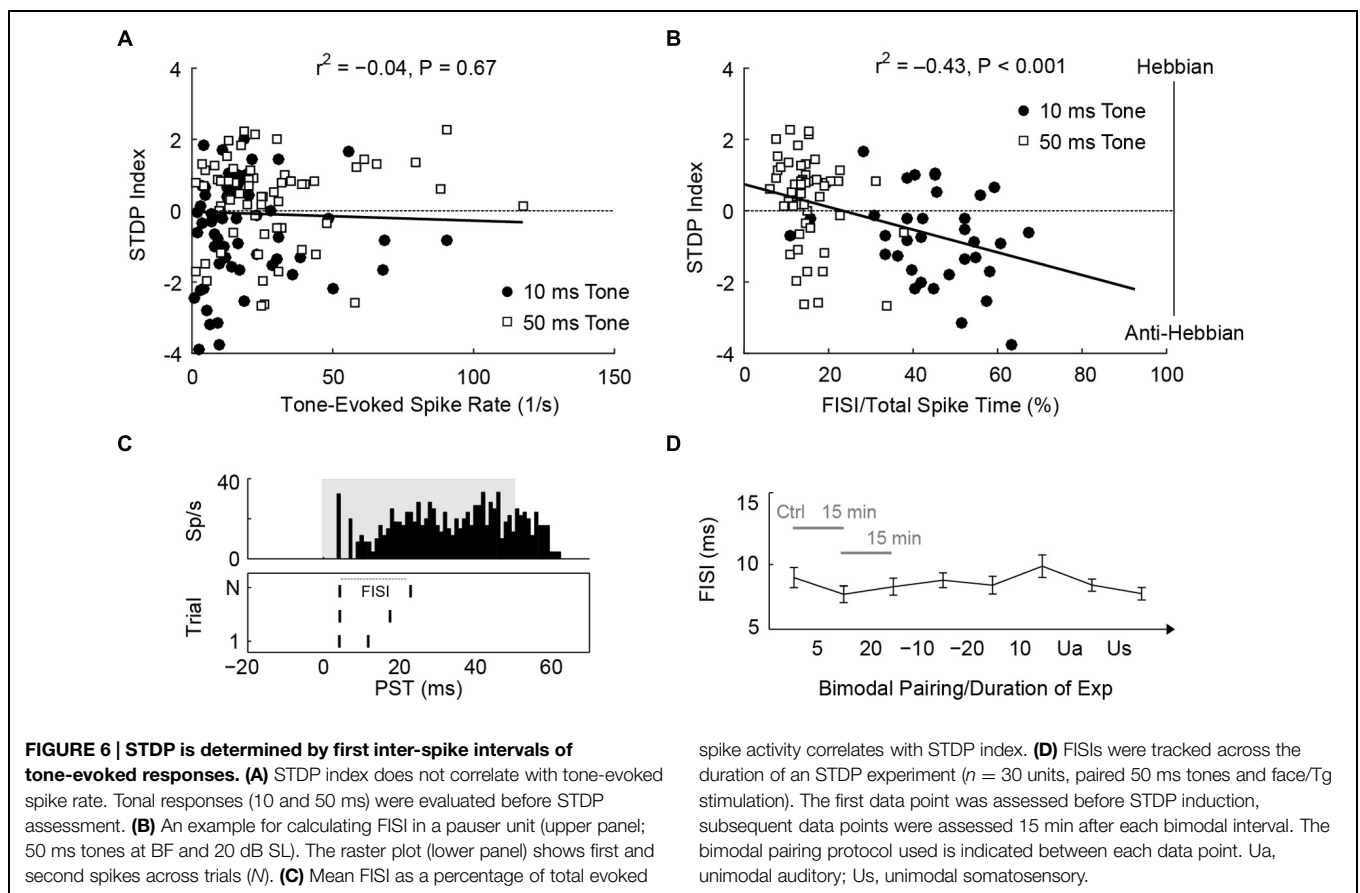 A
r² = −0.04, P = 0.67
4
2
0
-2
-4
STDP Index
10 ms Tone
50 ms Tone
0 50 100 150
Tone-Evoked Spike Rate (1/s)
B
r² = −0.43, P < 0.001
Hebbian
4
2
0
-2
-4
STDP Index
10 ms Tone
50 ms Tone
Anti-Hebbian
0 20 40 60 80 100
FISI/Total Spike Time (%)
C
40
0
Sp/s
N
1
Trial
FISI
−20 0 20 40 60
PST (ms)
D
15
10
5
FISI (ms)
Ctrl 15 min
15 min
5 20 −10 −20 10 Ua Us
Bimodal Pairing/Duration of Exp
FIGURE 6 | STDP is determined by first inter-spike intervals of
tone-evoked responses. (A) STDP index does not correlate with tone-evoked
spike rate. Tonal responses (10 and 50 ms) were evaluated before STDP
assessment. (B) An example for calculating FISI in a pauser unit (upper panel;
50 ms tones at BF and 20 dB SL). The raster plot (lower panel) shows first and
second spikes across trials (N). (C) Mean FISI as a percentage of total evoked
spike activity correlates with STDP index. (D) FISIs were tracked across the
duration of an STDP experiment (n = 30 units, paired 50 ms tones and face/Tg
stimulation). The first data point was assessed before STDP induction,
subsequent data points were assessed 15 min after each bimodal interval. The
bimodal pairing protocol used is indicated between each data point. Ua,
unimodal auditory; Us, unimodal somatosensory.